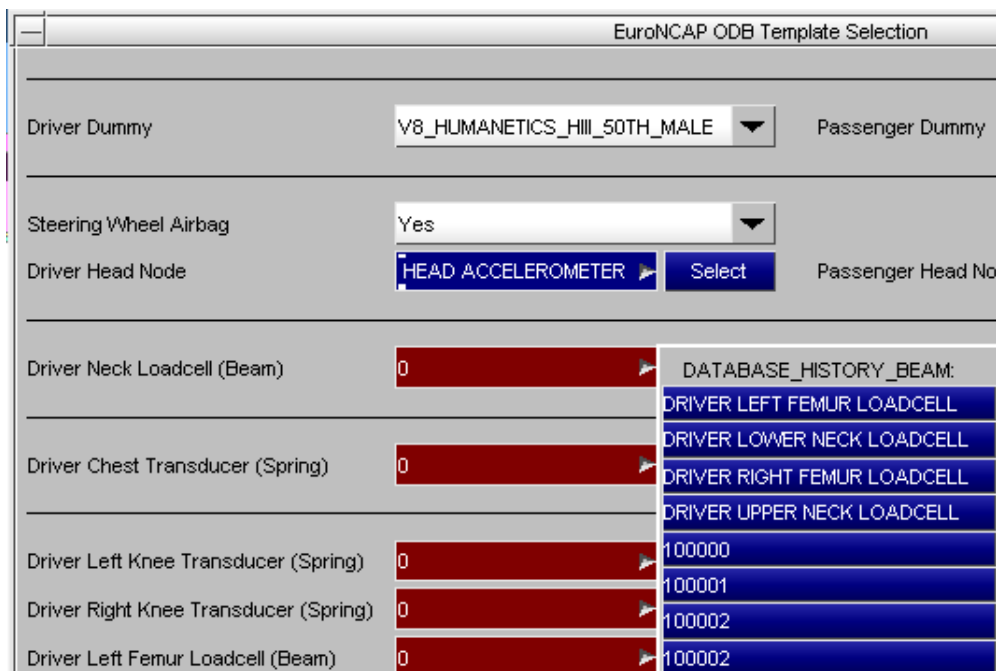 EuroNCAP ODB Template Selection
Driver Dummy V8_HUMANETICS_HIII_50TH_MALE Passenger Dummy
Steering Wheel Airbag Yes
Driver Head Node HEAD ACCELEROMETER Select Passenger Head No
Driver Neck Loadcell (Beam) 0 DATABASE_HISTORY_BEAM:
DRIVER LEFT FEMUR LOADCELL
DRIVER LOWER NECK LOADCELL
Driver Chest Transducer (Spring) 0 DRIVER RIGHT FEMUR LOADCELL
DRIVER UPPER NECK LOADCELL
Driver Left Knee Transducer (Spring) 0 100000
100001
Driver Right Knee Transducer (Spring) 0 100002
Driver Left Femur Loadcell (Beam) 0 100002